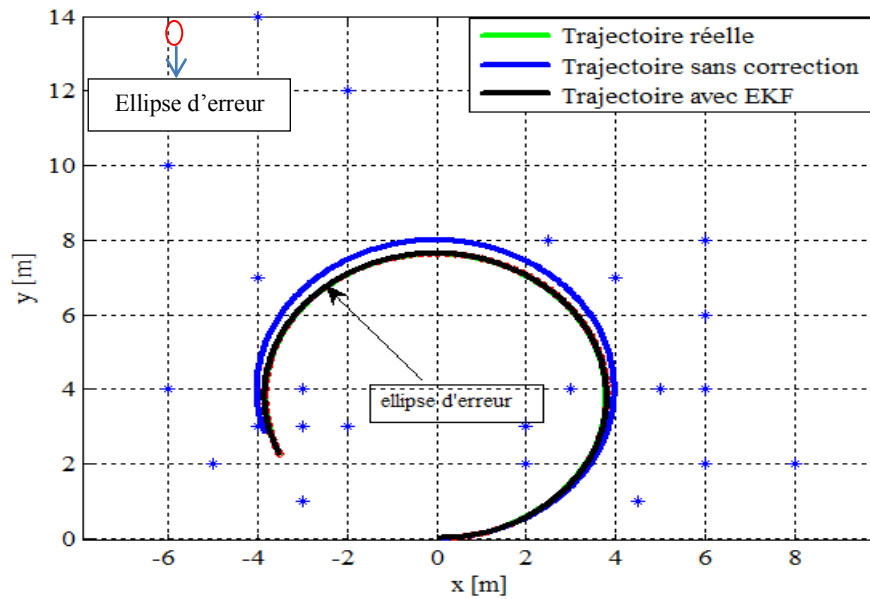 14
12
10
8
6
4
2
0
y [m]
Ellipse d'erreur
Trajectoire réelle
Trajectoire sans correction
Trajectoire avec EKF
ellipse d'erreur
-6 -4 -2 0 2 4 6 8
x [m]